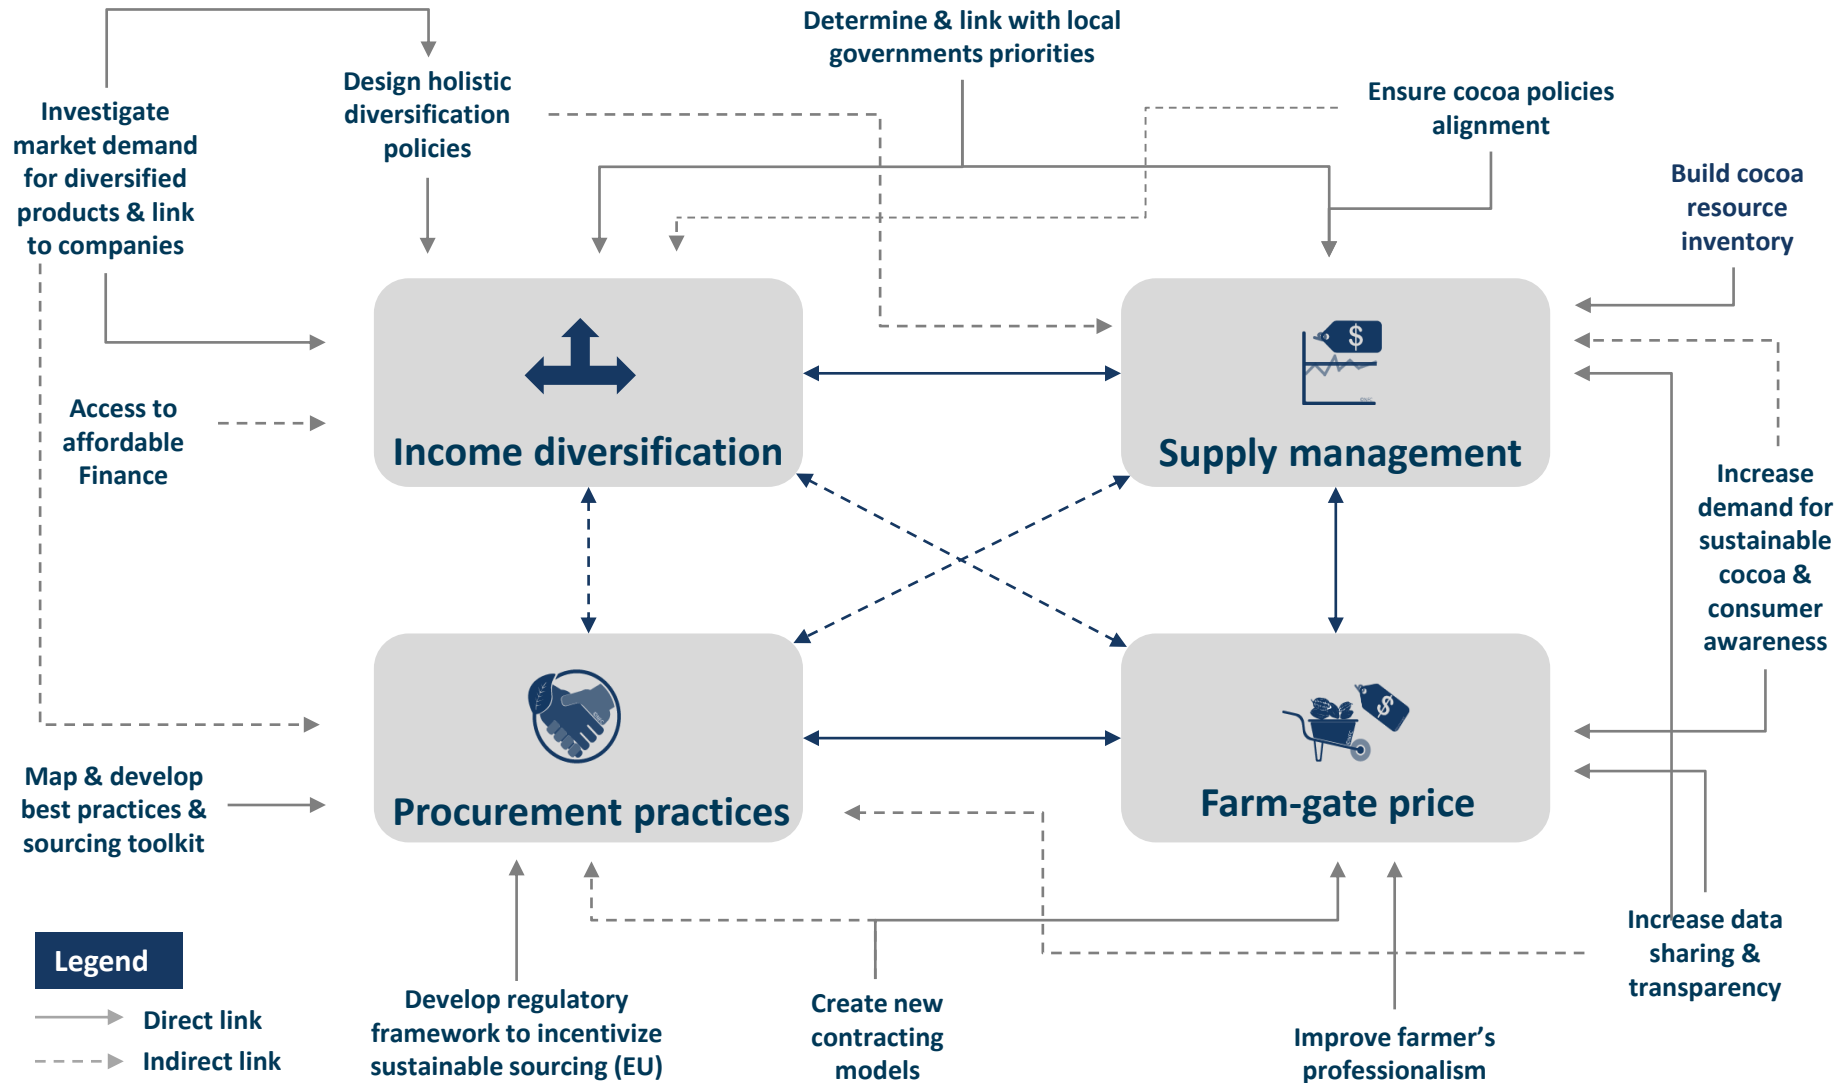 Determine & link with local
governments priorities
Design holistic
diversification
policies
Ensure cocoa policies
alignment
Investigate
market demand
for diversified
products & link
to companies
Build cocoa
resource
inventory
$
Income diversification
Supply management
Access to
affordable
Finance
Increase
demand for
sustainable
cocoa &
consumer
awareness
$
Procurement practices
Farm-gate price
Map & develop
best practices &
sourcing toolkit
Increase data
sharing &
transparency
Legend
Direct link
Indirect link
Develop regulatory
framework to incentivize
sustainable sourcing (EU)
Create new
contracting
models
Improve farmer's
professionalism